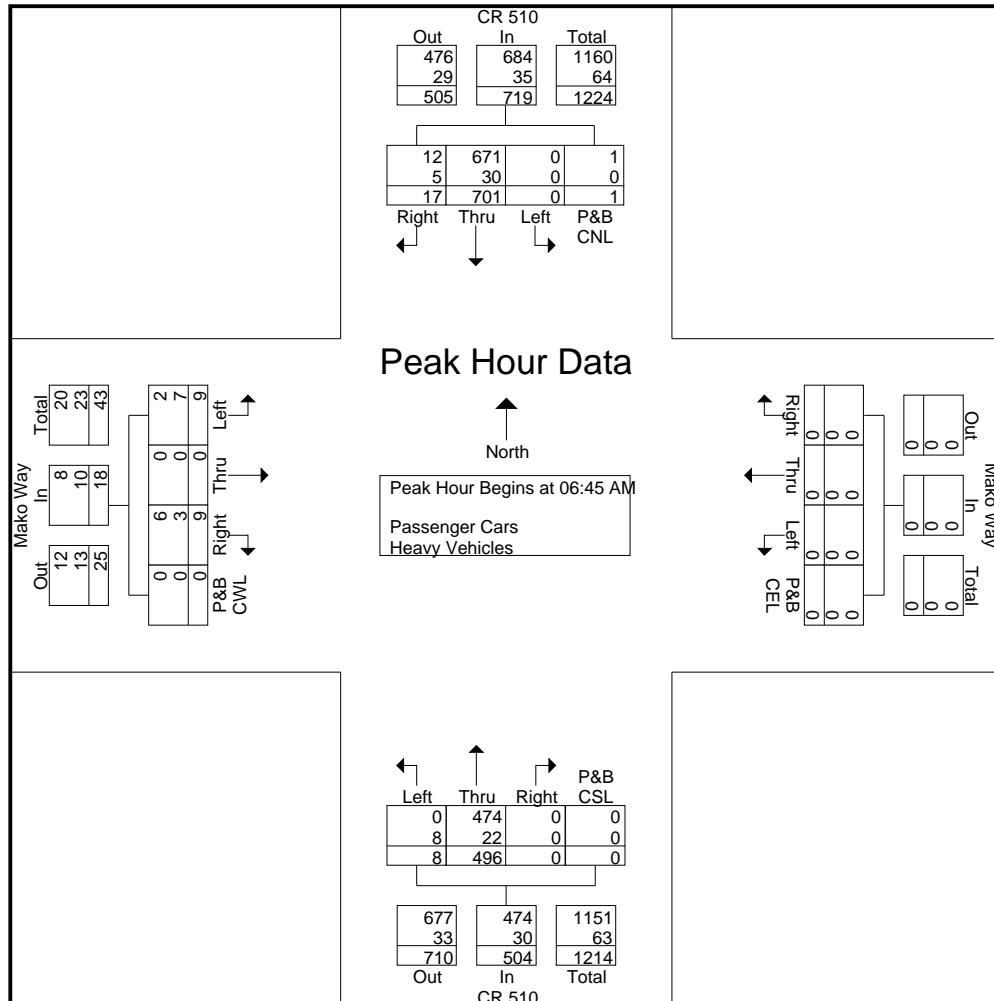 CR 510
Out In Total
476 684 1160
29 35 64
505 719 1224
12 671 0 1
5 30 0 0
17 701 0 1
Right Thru Left P&B
CNL
Peak Hour Data
North
Peak Hour Begins at 06:45 AM
Passenger Cars
Heavy Vehicles
Mako Way
Total In Out
20 8 12
23 10 13
43 18 25
2 0 6 0
7 0 3 0
9 0 9 0
Left Thru Right P&B
CWL
Mako Way
Out In Total
0 0 0
0 0 0
0 0 0
Right Thru Left P&B
CEL
0 0 0 0
0 0 0 0
0 0 0 0
Left Thru Right P&B
CSL
0 474 0 0
8 22 0 0
8 496 0 0
677 474 1151
33 30 63
710 504 1214
Out In Total
CR 510